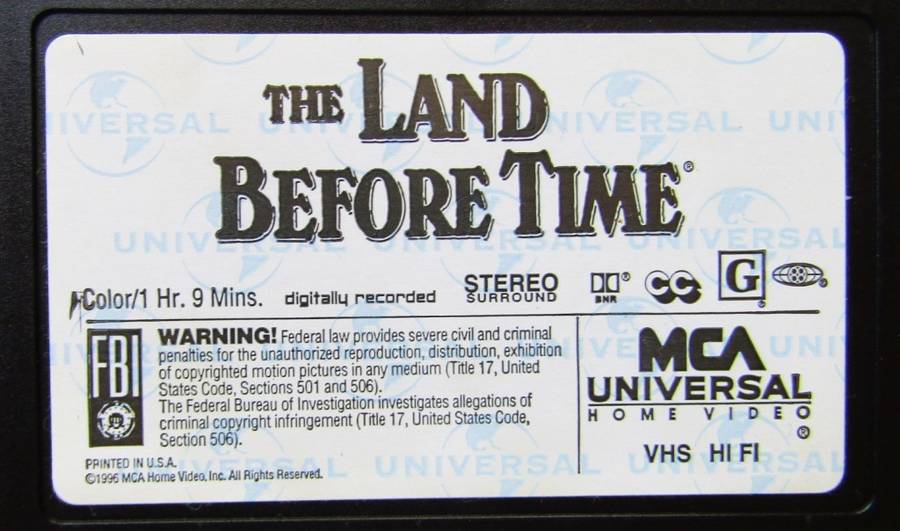 THE LAND
BEFORE TIME®
Color/1 Hr. 9 Mins. digitally recorded STEREO SURROUND BNR CC G ®
FBI
WARNING! Federal law provides severe civil and criminal
penalties for the unauthorized reproduction, distribution, exhibition
of copyrighted motion pictures in any medium (Title 17, United
States Code, Sections 501 and 506).
The Federal Bureau of Investigation investigates allegations of
criminal copyright infringement (Title 17, United States Code,
Section 506).
PRINTED IN U.S.A.
©1996 MCA Home Video, Inc. All Rights Reserved.
MCA
UNIVERSAL
HOME VIDEO
®
VHS HI FI
UNIVERSAL